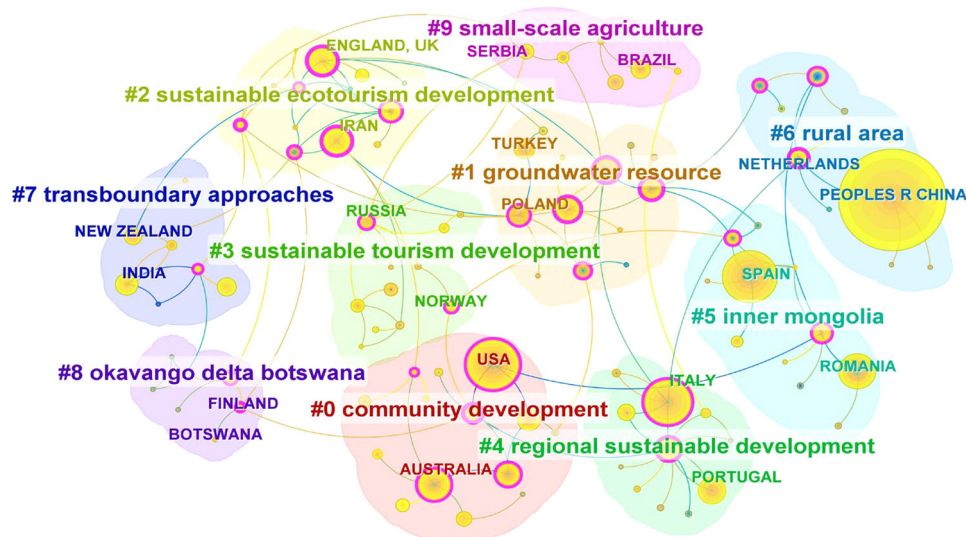 #9 small-scale agriculture
ENGLAND, UK
SERBIA
BRAZIL
#2 sustainable ecotourism development
IRAN
TURKEY
#6 rural area
NETHERLANDS
#1 groundwater resource
#7 transboundary approaches
PEOPLES R CHINA
POLAND
RUSSIA
NEW ZEALAND
#3 sustainable tourism development
INDIA
SPAIN
NORWAY
#5 inner mongolia
USA
ROMANIA
#8 okavango delta botswana
ITALY
FINLAND
#0 community development
BOTSWANA
#4 regional sustainable development
AUSTRALIA
PORTUGAL